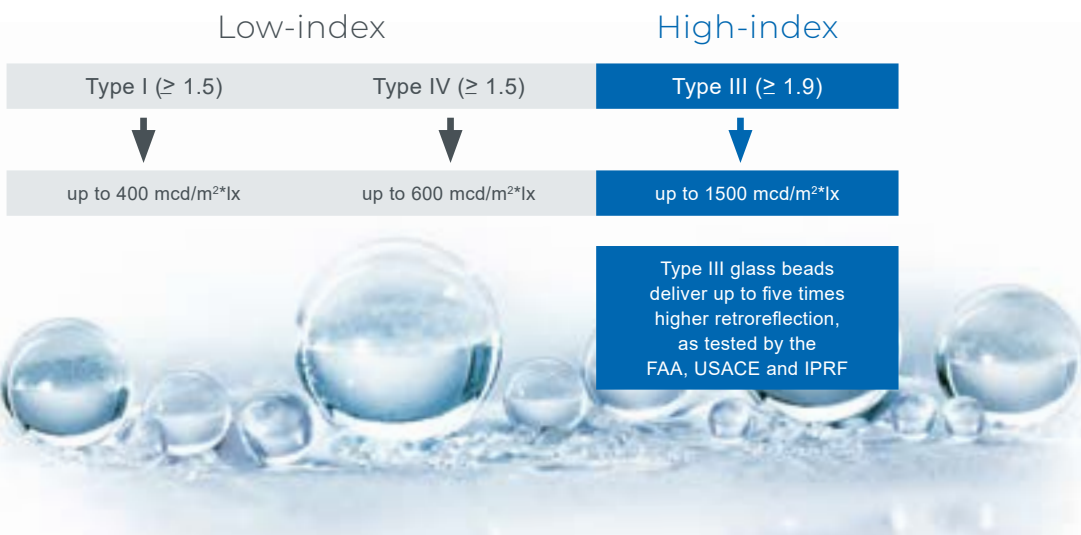 Low-index
High-index
Type I (≥ 1.5)
Type IV (≥ 1.5)
Type III (≥ 1.9)
up to 400 mcd/m²*lx
up to 600 mcd/m²*lx
up to 1500 mcd/m²*lx
Type III glass beads
deliver up to five times
higher retroreflection,
as tested by the
FAA, USACE and IPRF